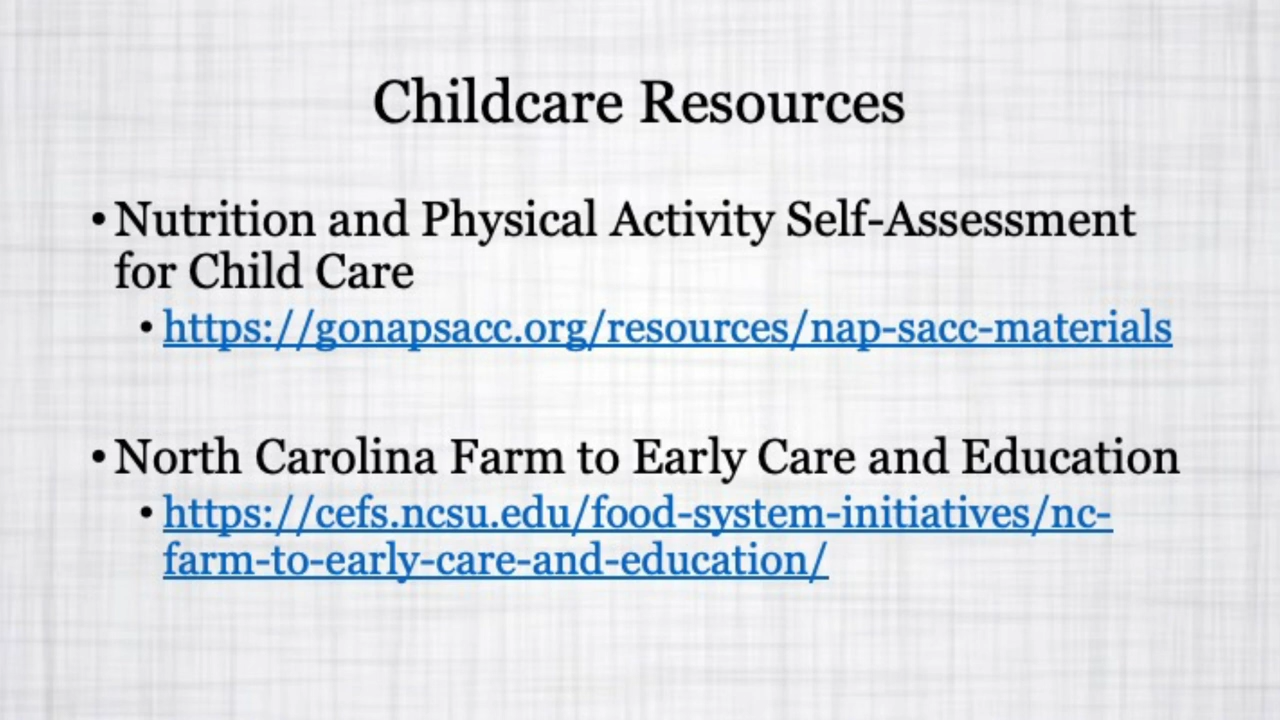 Childcare Resources
• Nutrition and Physical Activity Self-Assessment
for Child Care
• https://gonapsacc.org/resources/nap-sacc-materials
• North Carolina Farm to Early Care and Education
• https://cefs.ncsu.edu/food-system-initiatives/nc-
farm-to-early-care-and-education/